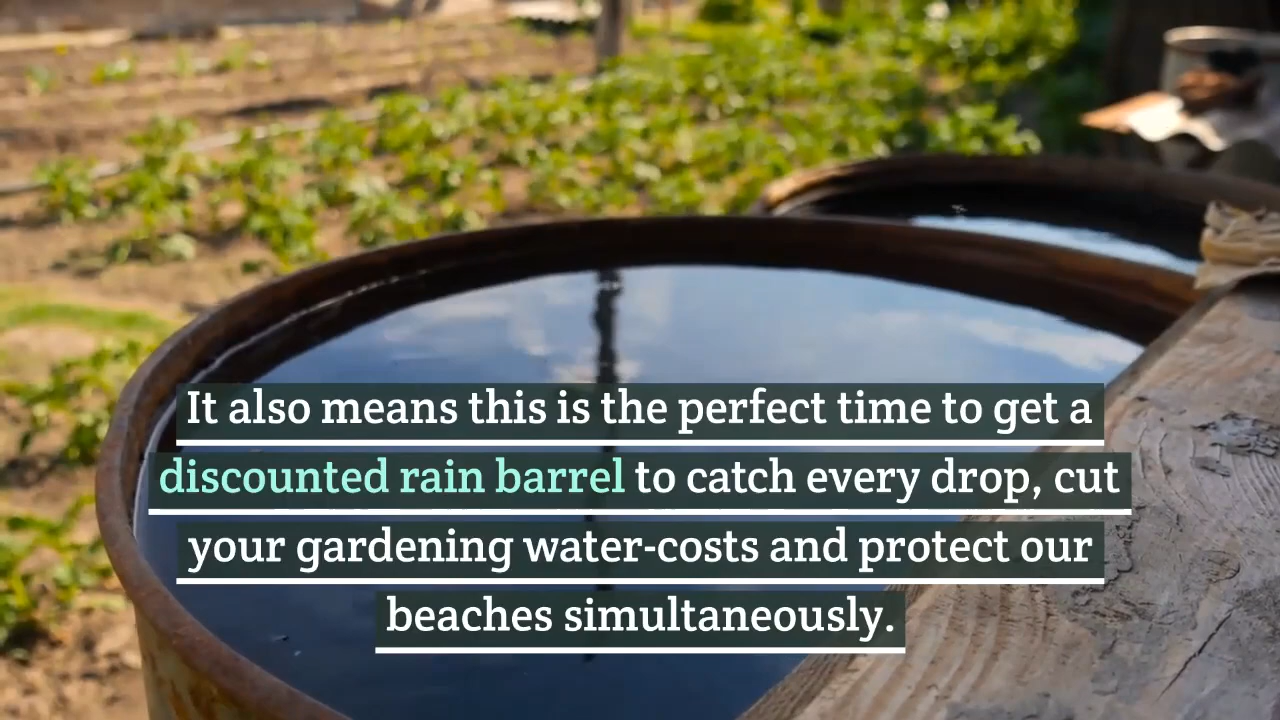 It also means this is the perfect time to get a
discounted rain barrel to catch every drop, cut
your gardening water-costs and protect our
beaches simultaneously.